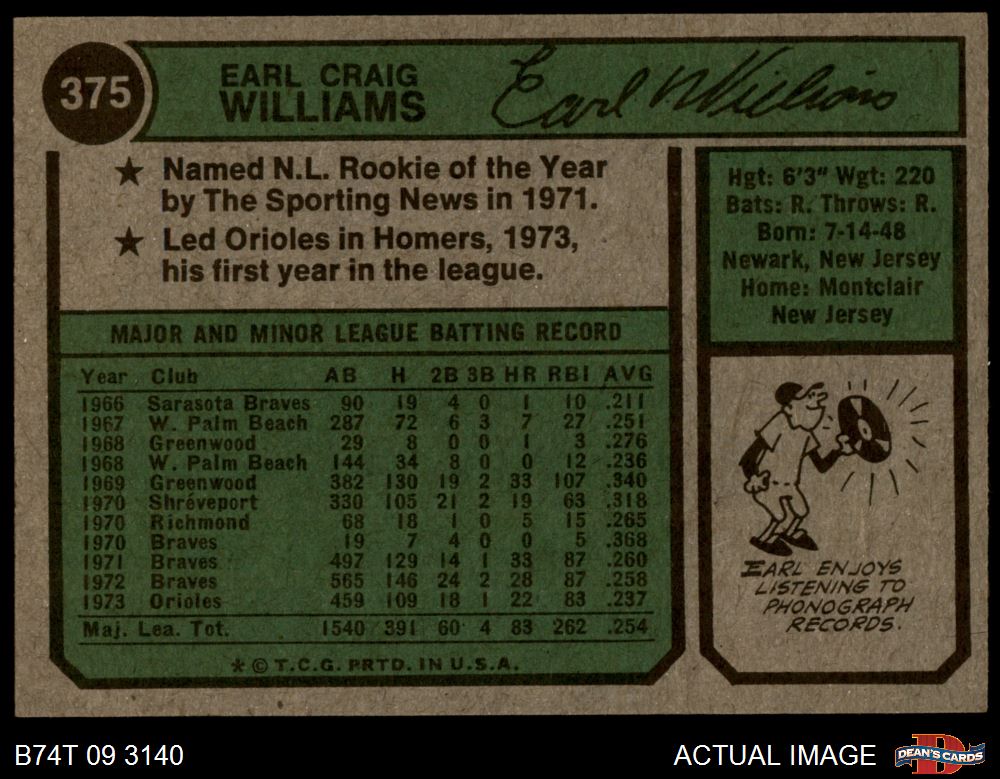 375
EARL CRAIG
WILLIAMS
Earl Williams
★ Named N.L. Rookie of the Year
by The Sporting News in 1971.
★ Led Orioles in Homers, 1973,
his first year in the league.
Hgt: 6'3" Wgt: 220
Bats: R. Throws: R.
Born: 7-14-48
Newark, New Jersey
Home: Montclair
New Jersey
MAJOR AND MINOR LEAGUE BATTING RECORD
Year Club AB H 2B 3B HR RBI AVG
1966 Sarasota Braves 90 19 4 0 1 10 .211
1967 W. Palm Beach 287 72 6 3 7 27 .251
1968 Greenwood 29 8 0 0 1 3 .276
1968 W. Palm Beach 144 34 8 0 0 12 .236
1969 Greenwood 382 130 19 2 33 107 .340
1970 Shreveport 330 105 21 2 19 63 .318
1970 Richmond 68 18 1 0 5 15 .265
1970 Braves 19 7 4 0 0 5 .368
1971 Braves 497 129 14 1 33 87 .260
1972 Braves 565 146 24 2 28 87 .258
1973 Orioles 459 109 18 1 22 83 .237
Maj. Lea. Tot. 1540 391 60 4 83 262 .254
★ © T.C.G. PRTD. IN U.S.A.
EARL ENJOYS
LISTENING TO
PHONOGRAPH
RECORDS.
B74T 09 3140
ACTUAL IMAGE
DEAN'S CARDS